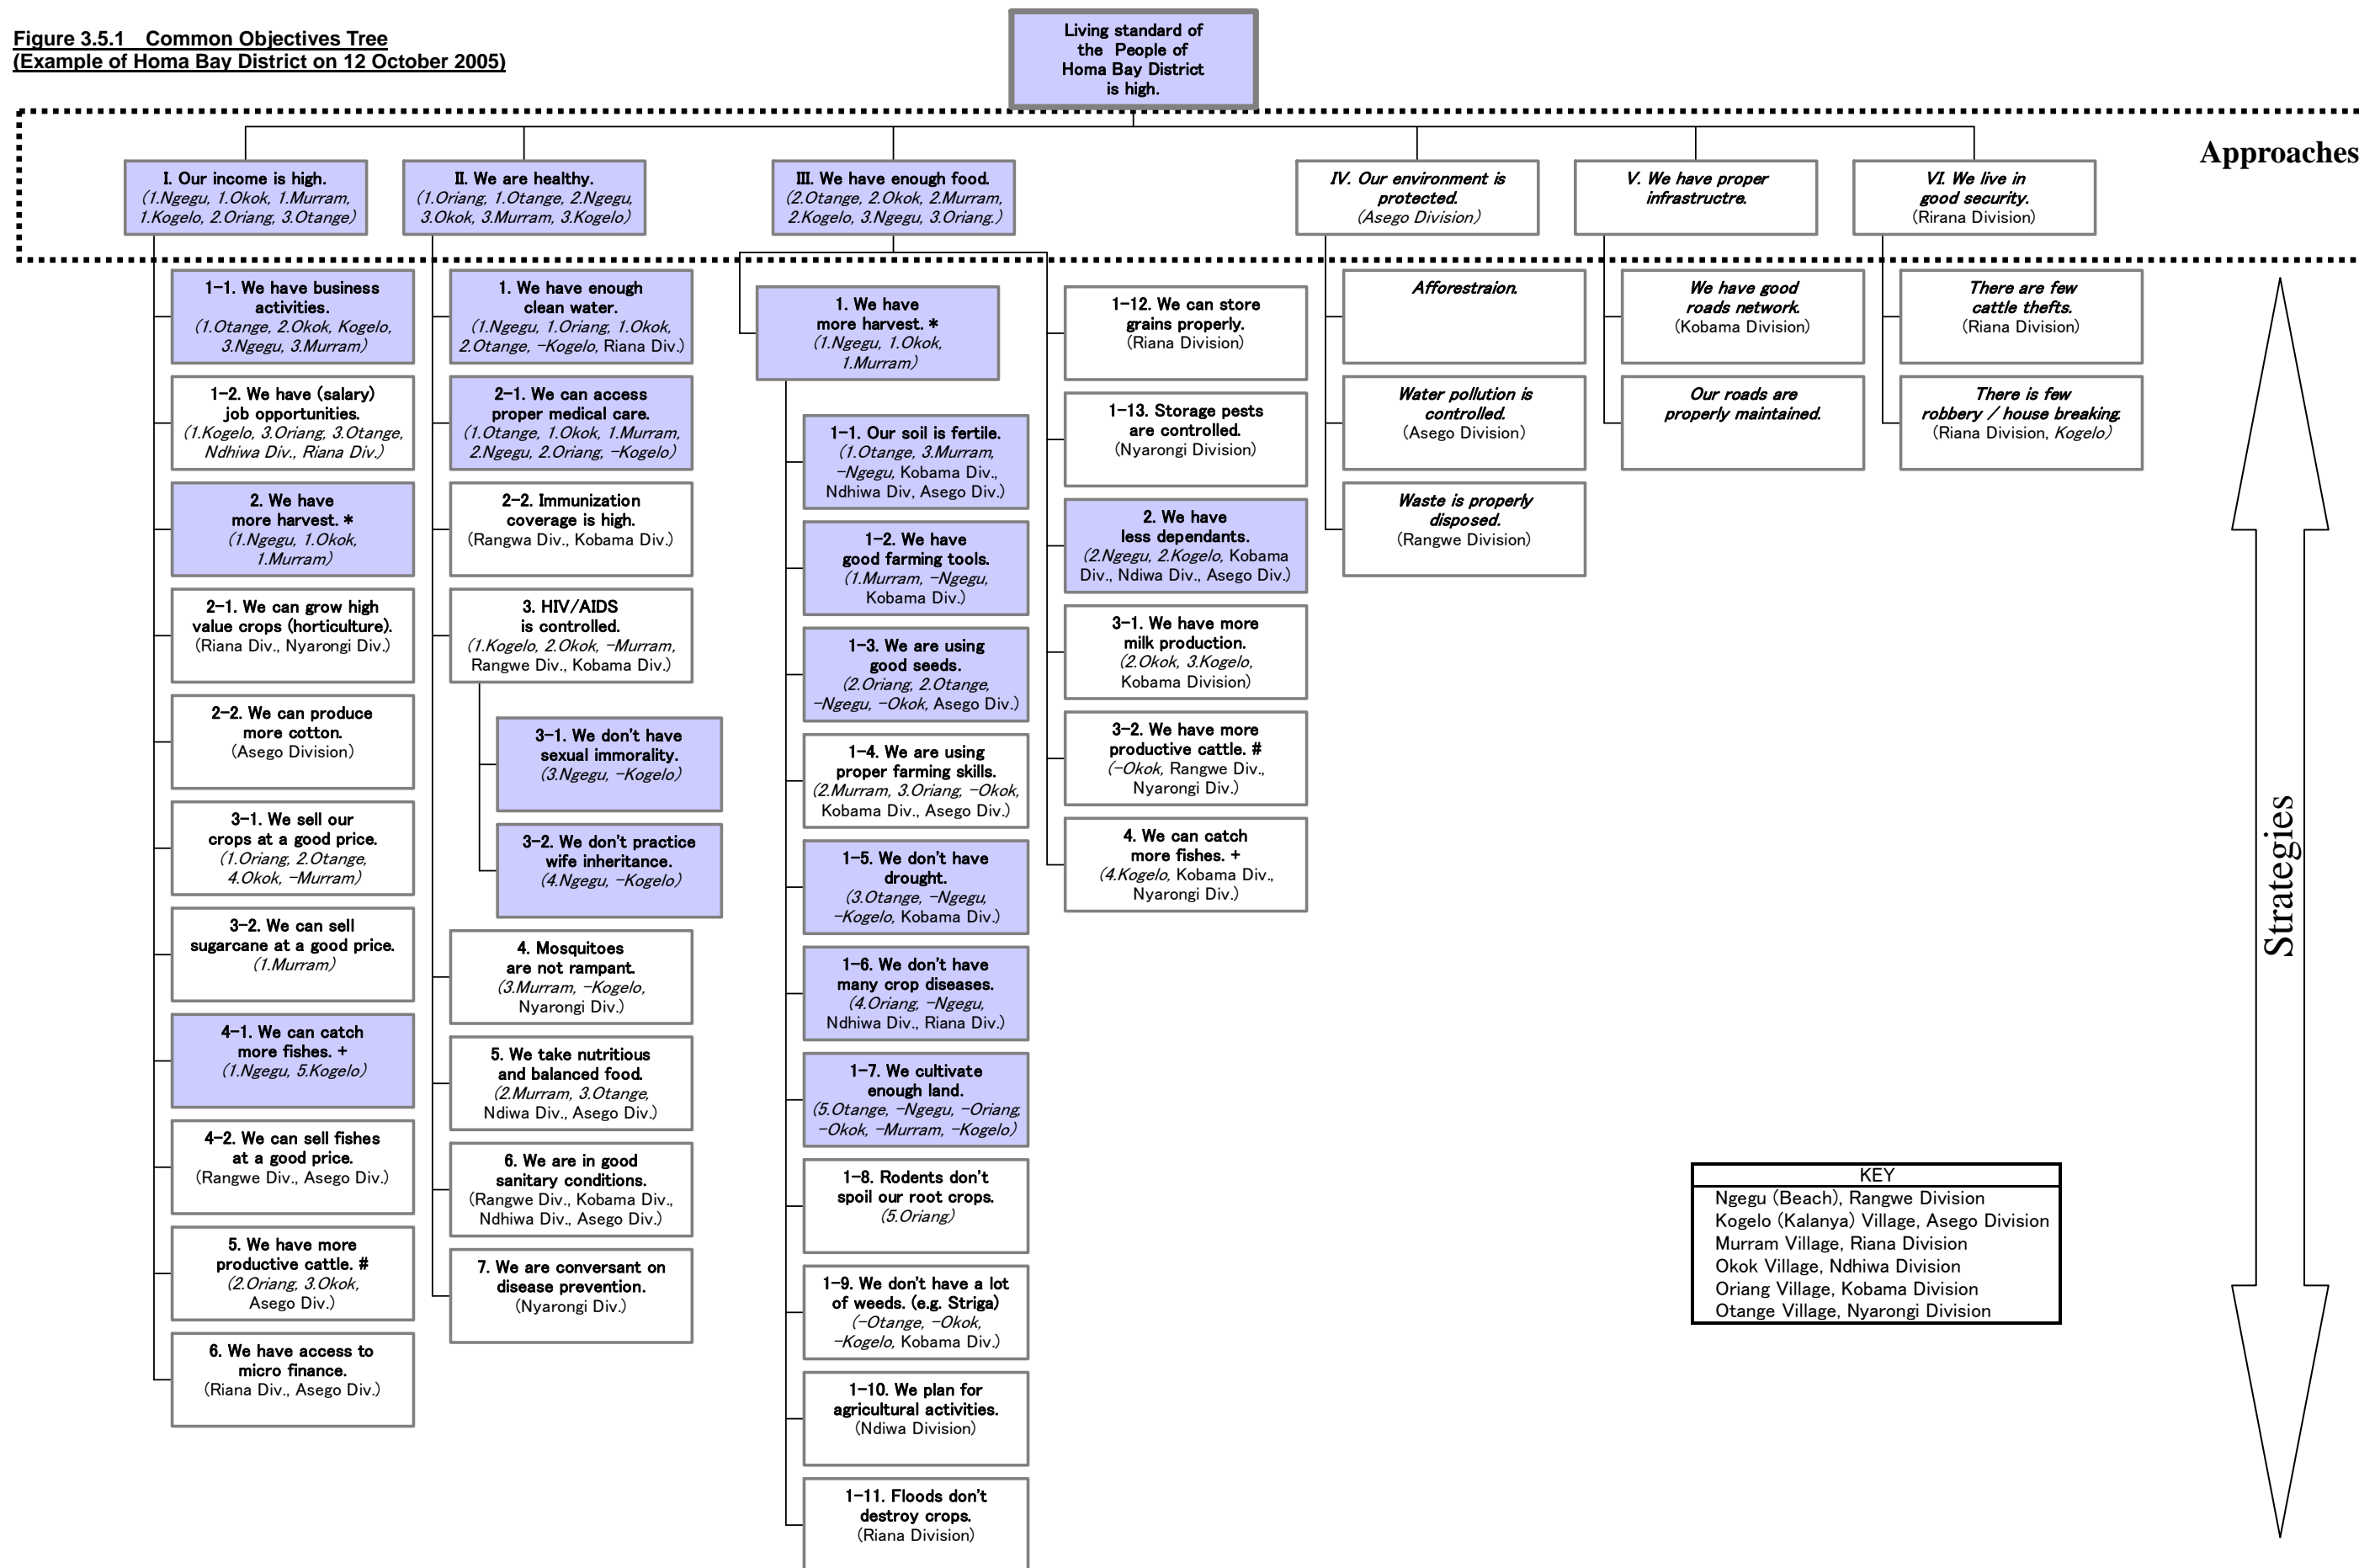 Figure 3.5.1 Common Objectives Tree
(Example of Homa Bay District on 12 October 2005)
Living standard of
the People of
Homa Bay District
is high.
Approaches
I. Our income is high.
(1.Ngegu, 1.Okok, 1.Murram,
1.Kogelo, 2.Oriang, 3.Otange)
II. We are healthy.
(1.Oriang, 1.Otange, 2.Ngegu,
3.Okok, 3.Murram, 3.Kogelo)
III. We have enough food.
(2.Otange, 2.Okok, 2.Murram,
2.Kogelo, 3.Ngegu, 3.Oriang.)
IV. Our environment is
protected.
(Asego Division)
V. We have proper
infrastructre.
VI. We live in
good security.
(Rirana Division)
1-1. We have business
activities.
(1.Otange, 2.Okok, Kogelo,
3.Ngegu, 3.Murram)
1-2. We have (salary)
job opportunities.
(1.Kogelo, 3.Oriang, 3.Otange,
Ndhiwa Div., Riana Div.)
2. We have
more harvest. *
(1.Ngegu, 1.Okok,
1.Murram)
2-1. We can grow high
value crops (horticulture).
(Riana Div., Nyarongi Div.)
2-2. We can produce
more cotton.
(Asego Division)
3-1. We sell our
crops at a good price.
(1.Oriang, 2.Otange,
4.Okok, -Murram)
3-2. We can sell
sugarcane at a good price.
(1.Murram)
4-1. We can catch
more fishes. +
(1.Ngegu, 5.Kogelo)
4-2. We can sell fishes
at a good price.
(Rangwe Div., Asego Div.)
5. We have more
productive cattle. #
(2.Oriang, 3.Okok,
Asego Div.)
6. We have access to
micro finance.
(Riana Div., Asego Div.)
1. We have enough
clean water.
(1.Ngegu, 1.Oriang, 1.Okok,
2.Otange, -Kogelo, Riana Div.)
2-1. We can access
proper medical care.
(1.Otange, 1.Okok, 1.Murram,
2.Ngegu, 2.Oriang, -Kogelo)
2-2. Immunization
coverage is high.
(Rangwa Div., Kobama Div.)
3. HIV/AIDS
is controlled.
(1.Kogelo, 2.Okok, -Murram,
Rangwe Div., Kobama Div.)
3-1. We don't have
sexual immorality.
(3.Ngegu, -Kogelo)
3-2. We don't practice
wife inheritance.
(4.Ngegu, -Kogelo)
4. Mosquitoes
are not rampant.
(3.Murram, -Kogelo,
Nyarongi Div.)
5. We take nutritious
and balanced food.
(2.Murram, 3.Otange,
Ndiwa Div., Asego Div.)
6. We are in good
sanitary conditions.
(Rangwe Div., Kobama Div.,
Ndhiwa Div., Asego Div.)
7. We are conversant on
disease prevention.
(Nyarongi Div.)
1. We have
more harvest. *
(1.Ngegu, 1.Okok,
1.Murram)
1-1. Our soil is fertile.
(1.Otange, 3.Murram,
-Ngegu, Kobama Div.,
Ndhiwa Div, Asego Div.)
1-2. We have
good farming tools.
(1.Murram, -Ngegu,
Kobama Div.)
1-3. We are using
good seeds.
(2.Oriang, 2.Otange,
-Ngegu, -Okok, Asego Div.)
1-4. We are using
proper farming skills.
(2.Murram, 3.Oriang, -Okok,
Kobama Div., Asego Div.)
1-5. We don't have
drought.
(3.Otange, -Ngegu,
-Kogelo, Kobama Div.)
1-6. We don't have
many crop diseases.
(4.Oriang, -Ngegu,
Ndhiwa Div., Riana Div.)
1-7. We cultivate
enough land.
(5.Otange, -Ngegu, -Oriang,
-Okok, -Murram, -Kogelo)
1-8. Rodents don't
spoil our root crops.
(5.Oriang)
1-9. We don't have a lot
of weeds. (e.g. Striga)
(-Otange, -Okok,
-Kogelo, Kobama Div.)
1-10. We plan for
agricultural activities.
(Ndiwa Division)
1-11. Floods don't
destroy crops.
(Riana Division)
1-12. We can store
grains properly.
(Riana Division)
1-13. Storage pests
are controlled.
(Nyarongi Division)
2. We have
less dependants.
(2.Ngegu, 2.Kogelo, Kobama
Div., Ndiwa Div., Asego Div.)
3-1. We have more
milk production.
(2.Okok, 3.Kogelo,
Kobama Division)
3-2. We have more
productive cattle. #
(-Okok, Rangwe Div.,
Nyarongi Div.)
4. We can catch
more fishes. +
(4.Kogelo, Kobama Div.,
Nyarongi Div.)
Afforestraion.
Water pollution is
controlled.
(Asego Division)
Waste is properly
disposed.
(Rangwe Division)
We have good
roads network.
(Kobama Division)
Our roads are
properly maintained.
There are few
cattle thefts.
(Riana Division)
There is few
robbery / house breaking.
(Riana Division, Kogelo)
Strategies
KEY
Ngegu (Beach), Rangwe Division
Kogelo (Kalanya) Village, Asego Division
Murram Village, Riana Division
Okok Village, Ndhiwa Division
Oriang Village, Kobama Division
Otange Village, Nyarongi Division